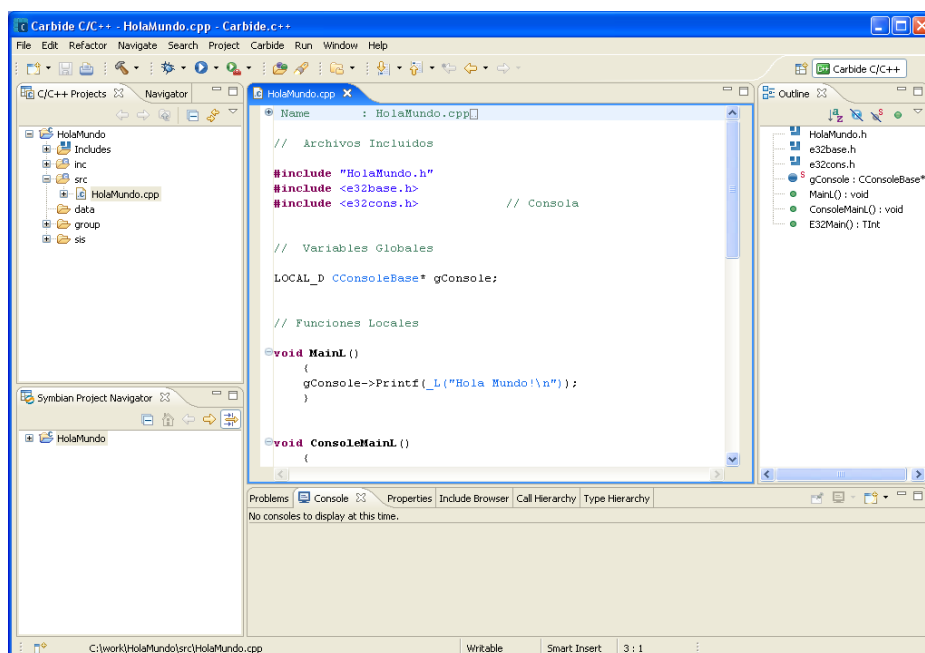 Carbide C/C++ - HolaMundo.cpp - Carbide.c++
File Edit Refactor Navigate Search Project Carbide Run Window Help
Carbide C/C++
C/C++ Projects Navigator
HolaMundo
Includes
inc
src
HolaMundo.cpp
data
group
sis
Symbian Project Navigator
HolaMundo
HolaMundo.cpp
Name : HolaMundo.cpp
// Archivos Incluidos
#include "HolaMundo.h"
#include <e32base.h>
#include <e32cons.h> // Consola
// Variables Globales
LOCAL_D CConsoleBase* gConsole;
// Funciones Locales
void MainL()
{
gConsole->Printf(_L("Hola Mundo!\n"));
}
void ConsoleMainL()
{
Outline
HolaMundo.h
e32base.h
e32cons.h
gConsole : CConsoleBase*
MainL() : void
ConsoleMainL() : void
E32Main() : TInt
Problems Console Properties Include Browser Call Hierarchy Type Hierarchy
No consoles to display at this time.
C:\work\HolaMundo\src\HolaMundo.cpp Writable Smart Insert 3 : 1